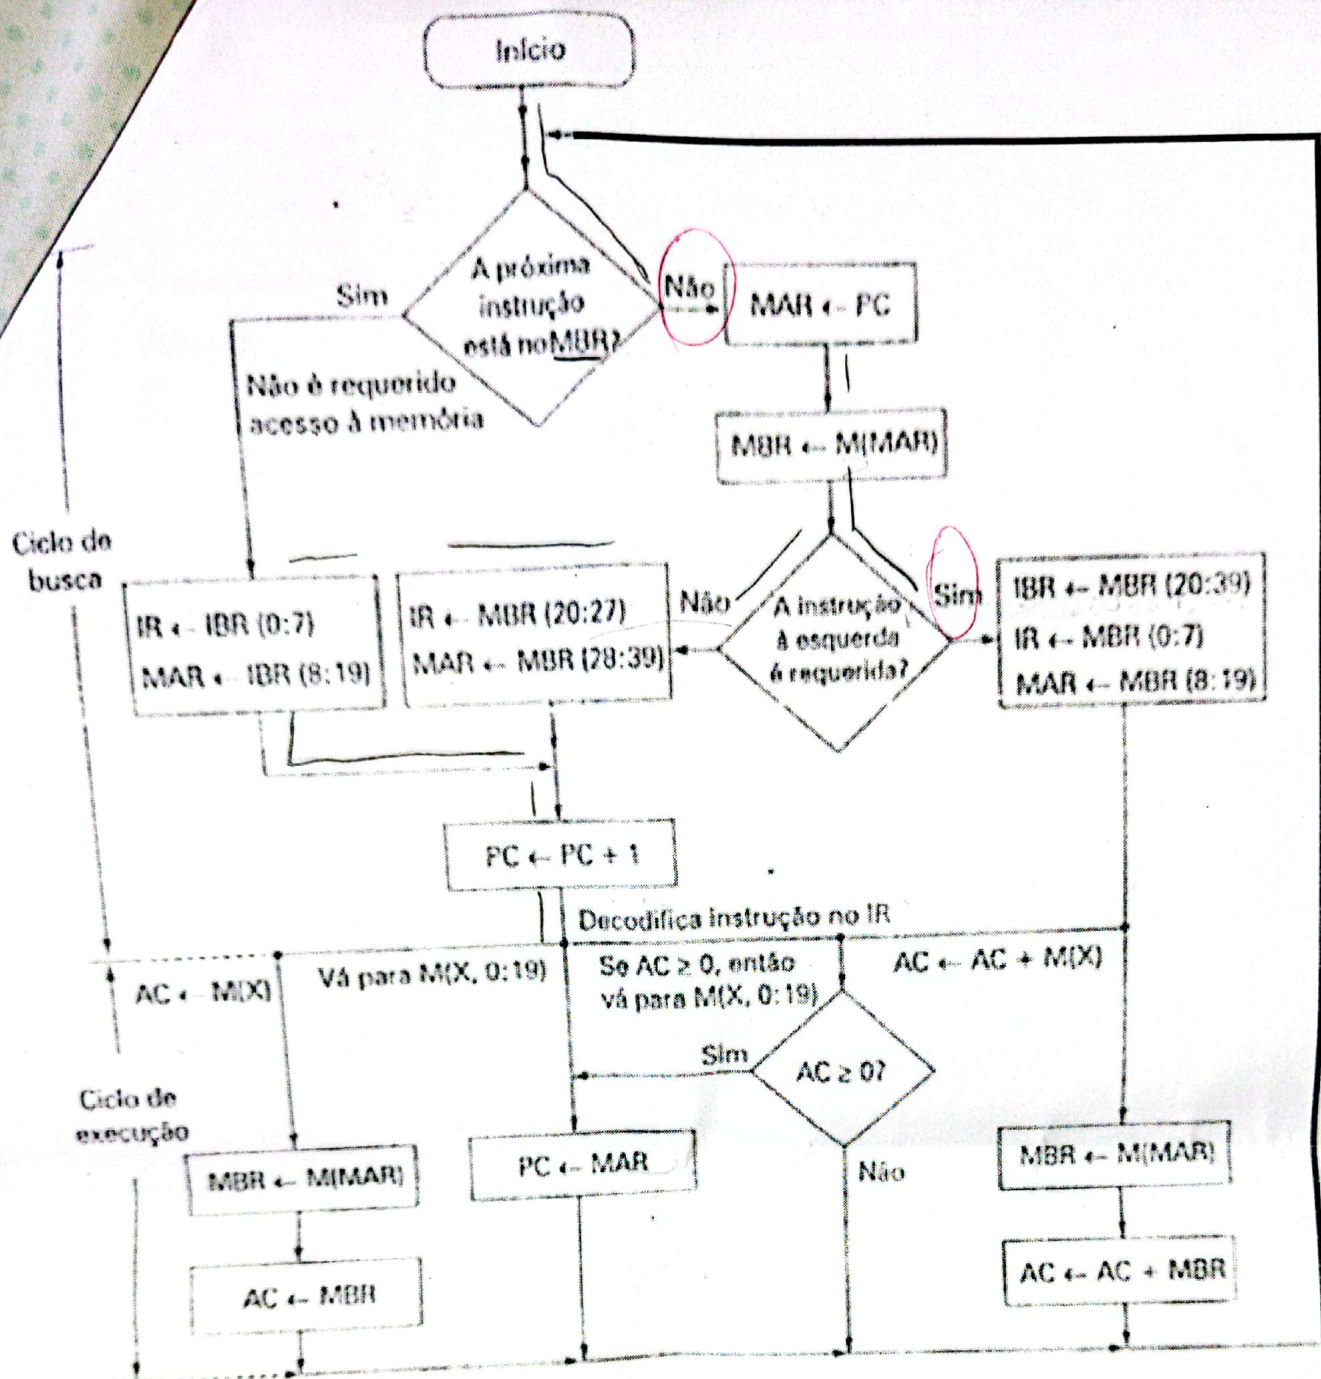 Início
A próxima
instrução
está no MBR?
Sim
Não
MAR ← PC
Não é requerido
acesso à memória
MBR ← M(MAR)
Ciclo de
busca
IR ← IBR (0:7)
MAR ← IBR (8:19)
IR ← MBR (20:27)
MAR ← MBR (28:39)
Não
A instrução
à esquerda
é requerida?
Sim
IBR ← MBR (20:39)
IR ← MBR (0:7)
MAR ← MBR (8:19)
PC ← PC + 1
Decodifica instrução no IR
AC ← M(X)
Vá para M(X, 0:19)
Se AC ≥ 0, então
vá para M(X, 0:19)
AC ← AC + M(X)
Sim
AC ≥ 0?
Não
Ciclo de
execução
MBR ← M(MAR)
AC ← MBR
PC ← MAR
MBR ← M(MAR)
AC ← AC + MBR